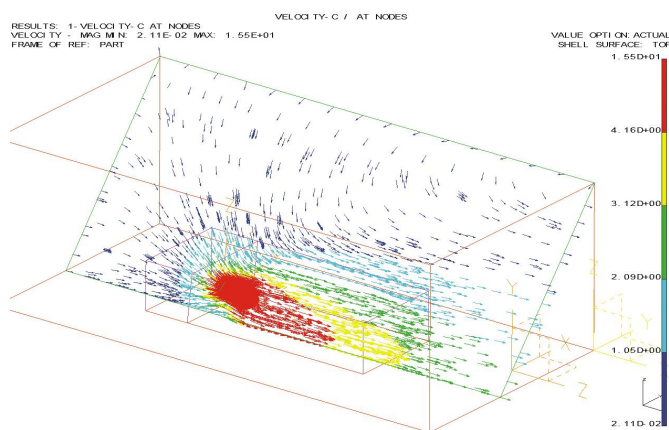 VELOCITY-C / AT NODES
RESULTS: 1-VELOCITY-C AT NODES
VELOCITY - MAG MIN: 2.11E-02 MAX: 1.55E+01
FRAME OF REF: PART
VALUE OPTION: ACTUAL
SHELL SURFACE: TOP
1.55D+01
4.16D+00
3.12D+00
2.09D+00
1.05D+00
2.11D-02
Y
X
Z
Y